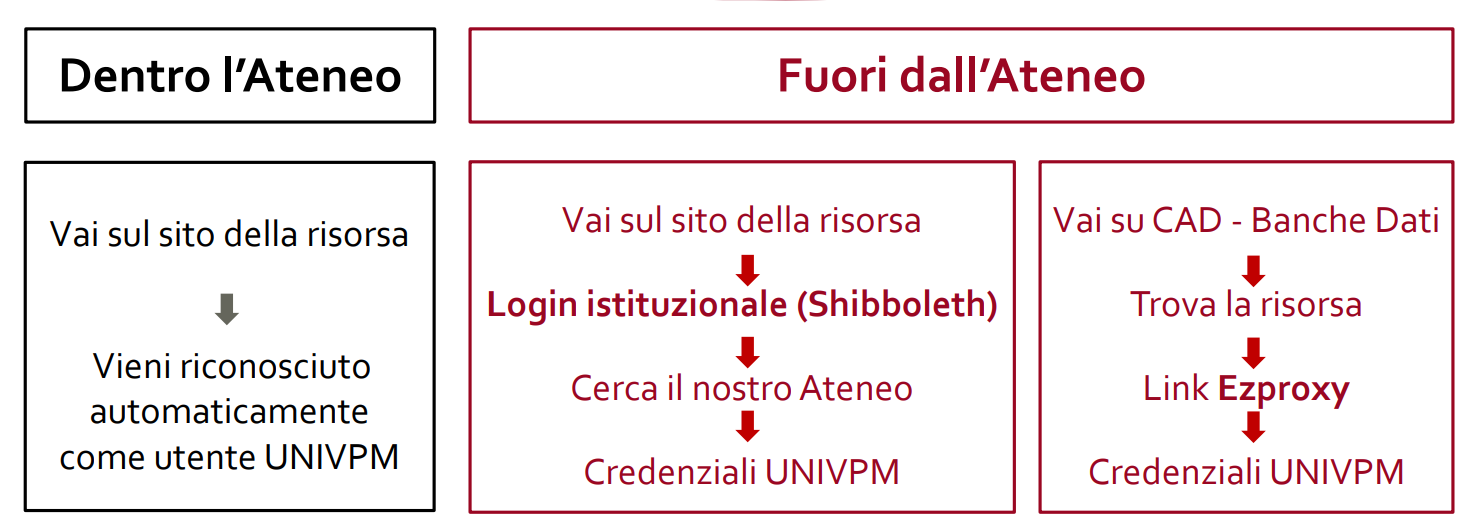 Dentro l'Ateneo
Fuori dall'Ateneo
Vai sul sito della risorsa
Vieni riconosciuto
automaticamente
come utente UNIVPM
Vai sul sito della risorsa
Login istituzionale (Shibboleth)
Cerca il nostro Ateneo
Credenziali UNIVPM
Vai su CAD - Banche Dati
Trova la risorsa
Link Ezproxy
Credenziali UNIVPM